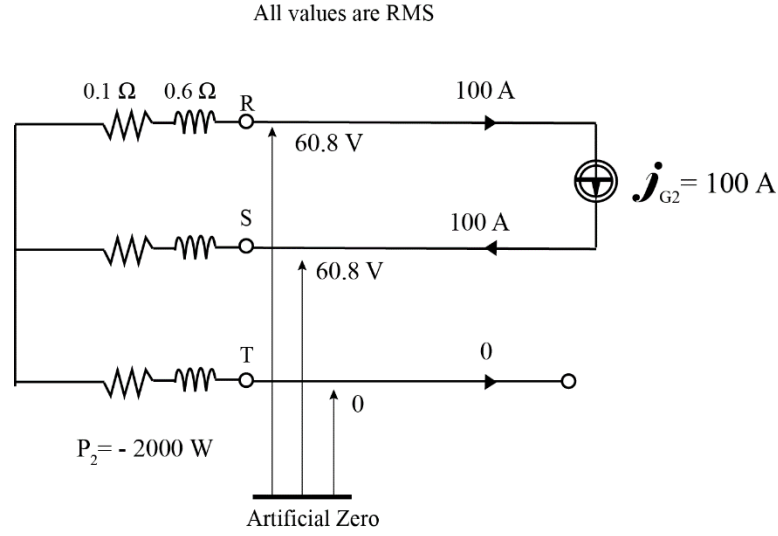 All values are RMS
0.1 Ω 0.6 Ω R 100 A
60.8 V
j G2 = 100 A
S 100 A
60.8 V
T 0
0
P2= - 2000 W
Artificial Zero